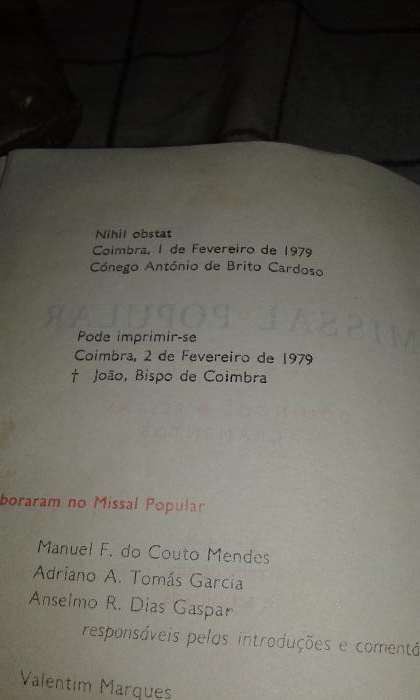 Nihil obstat
Coimbra, 1 de Fevereiro de 1979
Cónego António de Brito Cardoso
MISSAL POPULAR
Pode imprimir-se
Coimbra, 2 de Fevereiro de 1979
† João, Bispo de Coimbra
boraram no Missal Popular
Manuel F. do Couto Mendes
Adriano A. Tomás Garcia
Anselmo R. Dias Gaspar
responsáveis pelas introduções e comentá
Valentim Marques